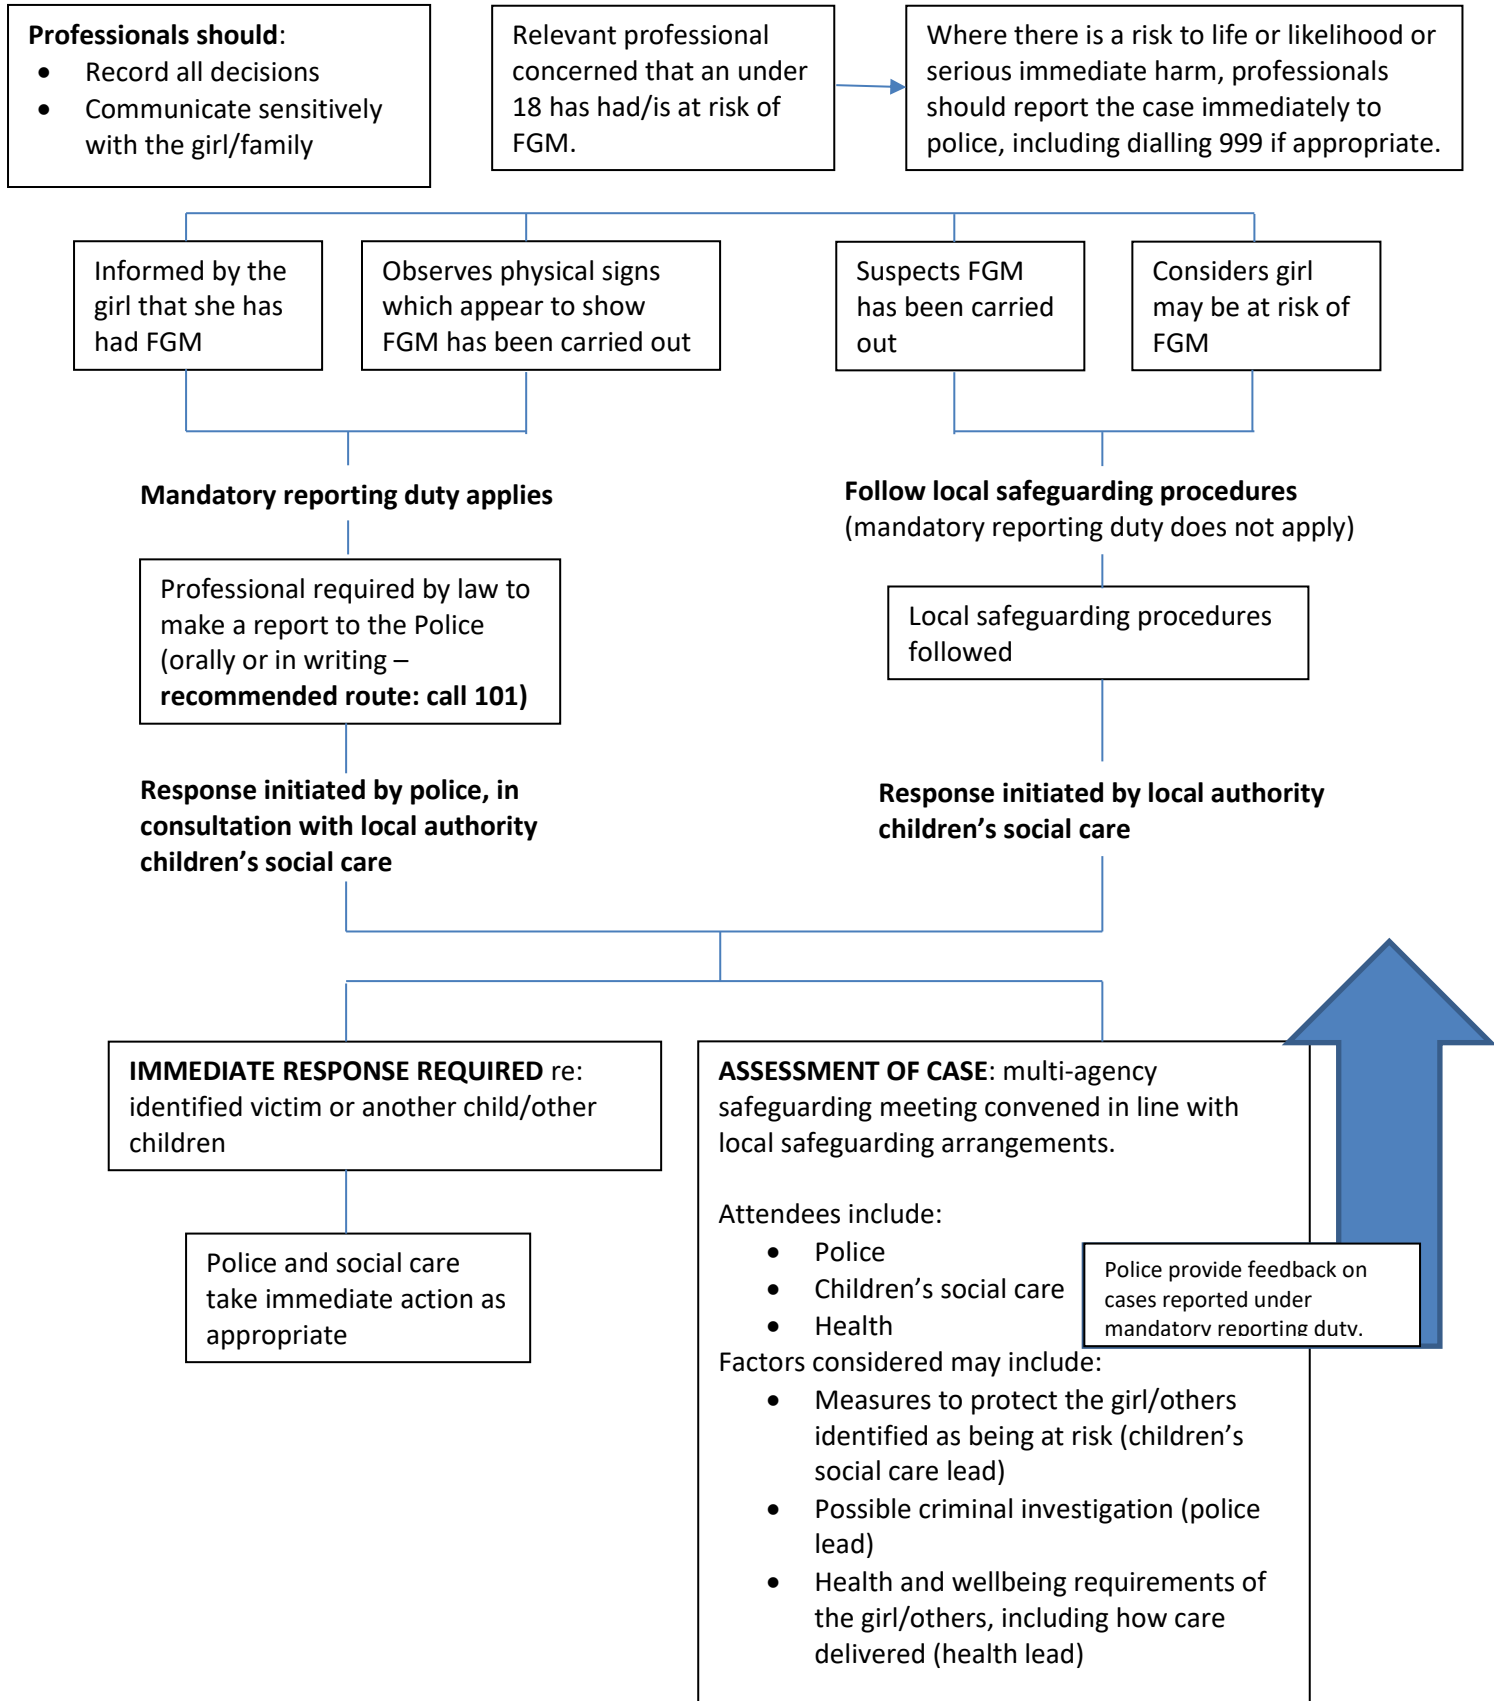 Professionals should:
• Record all decisions
• Communicate sensitively
with the girl/family
Relevant professional
concerned that an under
18 has had/is at risk of
FGM.
Where there is a risk to life or likelihood or
serious immediate harm, professionals
should report the case immediately to
police, including dialling 999 if appropriate.
Informed by the
girl that she has
had FGM
Observes physical signs
which appear to show
FGM has been carried out
Suspects FGM
has been carried
out
Considers girl
may be at risk of
FGM
Mandatory reporting duty applies
Follow local safeguarding procedures
(mandatory reporting duty does not apply)
Professional required by law to
make a report to the Police
(orally or in writing –
recommended route: call 101)
Local safeguarding procedures
followed
Response initiated by police, in
consultation with local authority
children’s social care
Response initiated by local authority
children’s social care
IMMEDIATE RESPONSE REQUIRED re:
identified victim or another child/other
children
Police and social care
take immediate action as
appropriate
ASSESSMENT OF CASE: multi-agency
safeguarding meeting convened in line with
local safeguarding arrangements.
Attendees include:
• Police
• Children’s social care
• Health
Police provide feedback on
cases reported under
mandatory reporting duty.
Factors considered may include:
• Measures to protect the girl/others
identified as being at risk (children’s
social care lead)
• Possible criminal investigation (police
lead)
• Health and wellbeing requirements of
the girl/others, including how care
delivered (health lead)